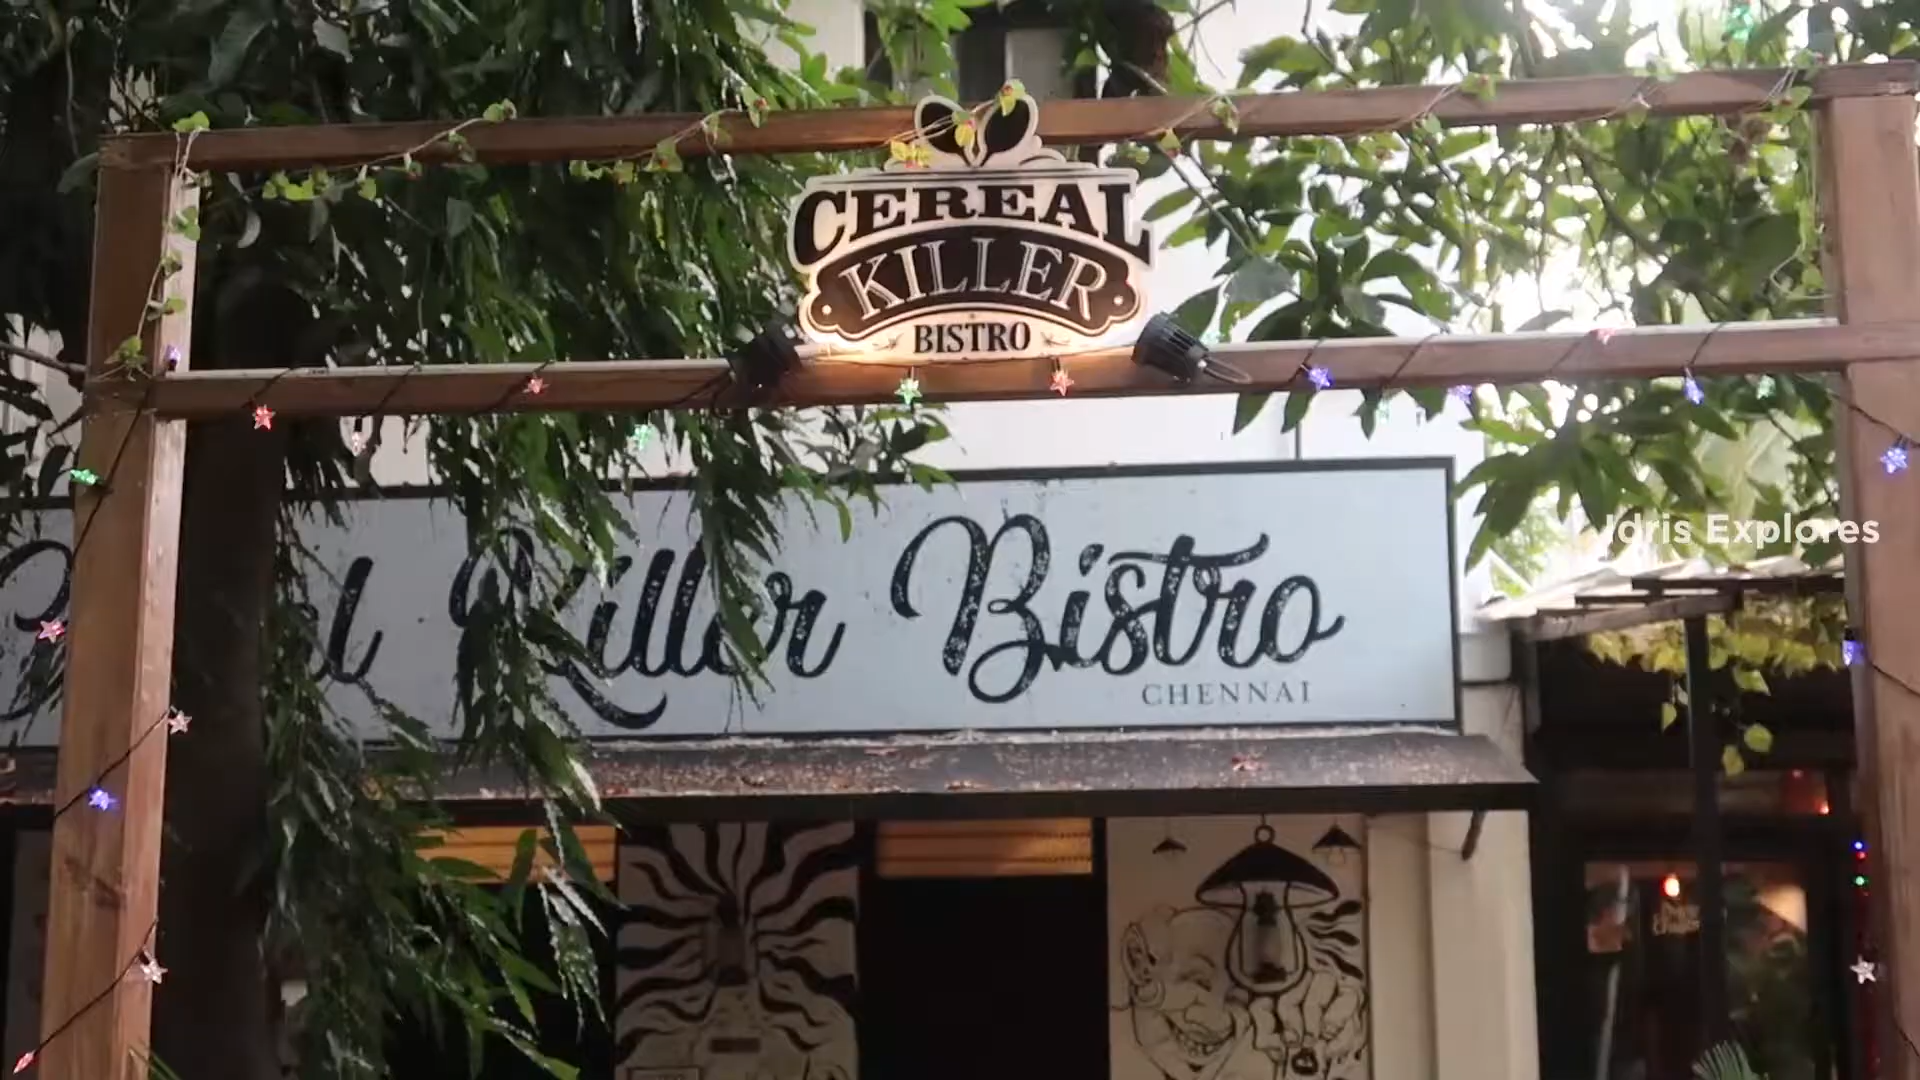 CEREAL
KILLER
BISTRO
Killer Bistro
CHENNAI
Idris Explores